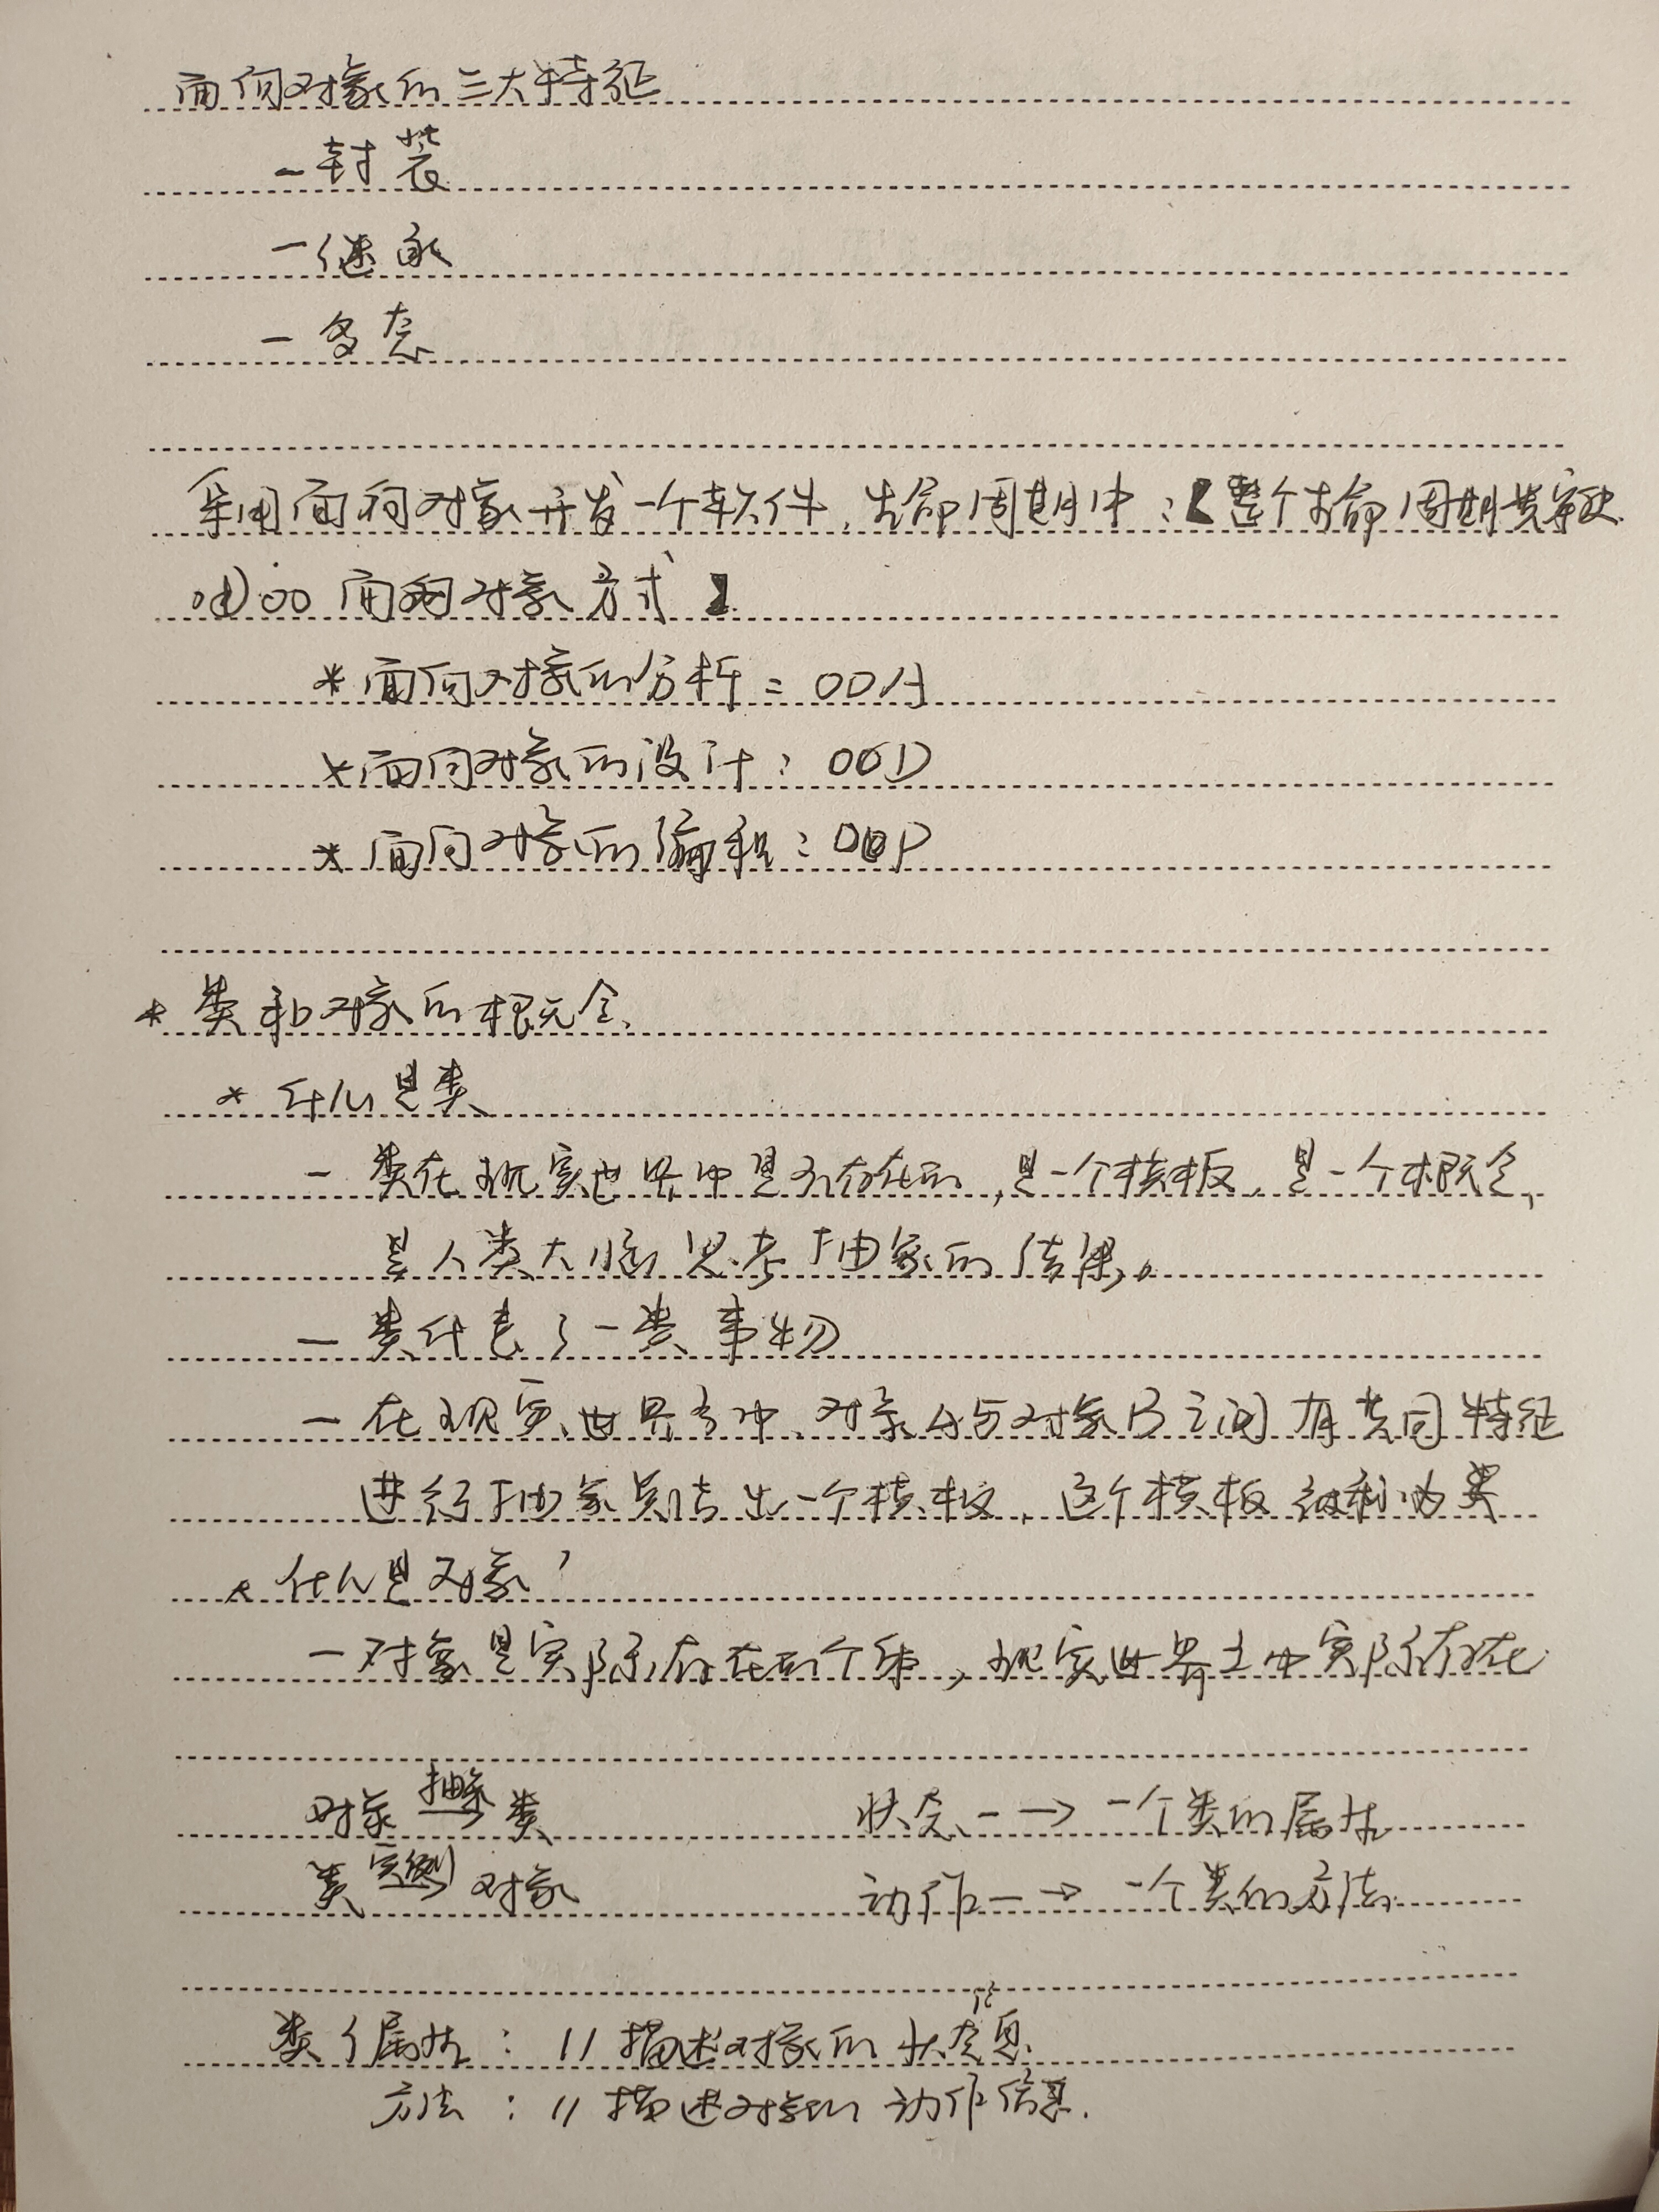 面向对象的三大特征
一封装
一继承
一多态
采用面向对象开发一个软件，生命周期中：【整个生命周期贯穿
使用OO面向对象方式】
*面向对象的分析：OOA
*面向对象的设计：OOD
*面向对象的编程：OOP
*类和对象的概念
*什么是类
一类在现实世界中是不存在的，是一个模板，是一个概念，
是人类大脑思考抽象的结果。
一类代表了一类事物
一在现实世界当中，对象A与对象B之间有共同特征
进行抽象总结出一个模板，这个模板被称为类
*什么是对象？
一对象是实际存在的个体，现实世界当中实际存在
对象 抽象→ 类 状态一→一个类的属性
类 实例→ 对象 动作一→一个类的方法
类{属性：//描述对象的状态信息
方法：//描述对象的动作信息.